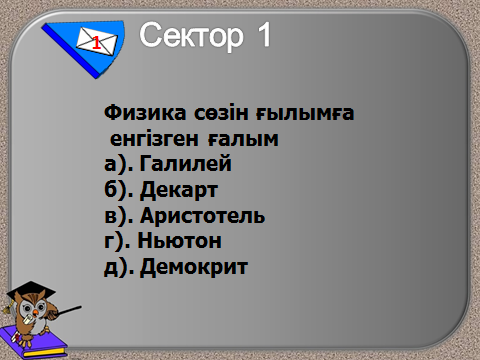 1
Сектор 1
Физика сөзін ғылымға
енгізген ғалым
а). Галилей
б). Декарт
в). Аристотель
г). Ньютон
д). Демокрит